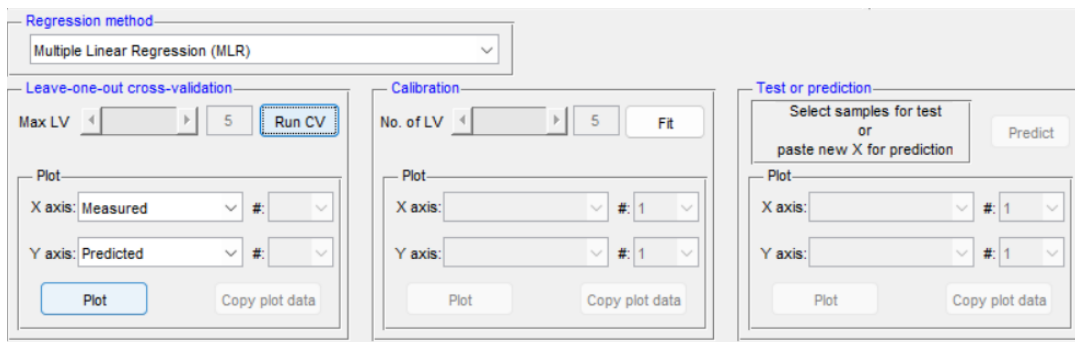 Regression method
Multiple Linear Regression (MLR)
Leave-one-out cross-validation
Max LV 5 Run CV
Plot
X axis: Measured #:
Y axis: Predicted #:
Plot Copy plot data
Calibration
No. of LV 5 Fit
Plot
X axis: #: 1
Y axis: #: 1
Plot Copy plot data
Test or prediction
Select samples for test
or
paste new X for prediction
Predict
Plot
X axis: #: 1
Y axis: #: 1
Plot Copy plot data